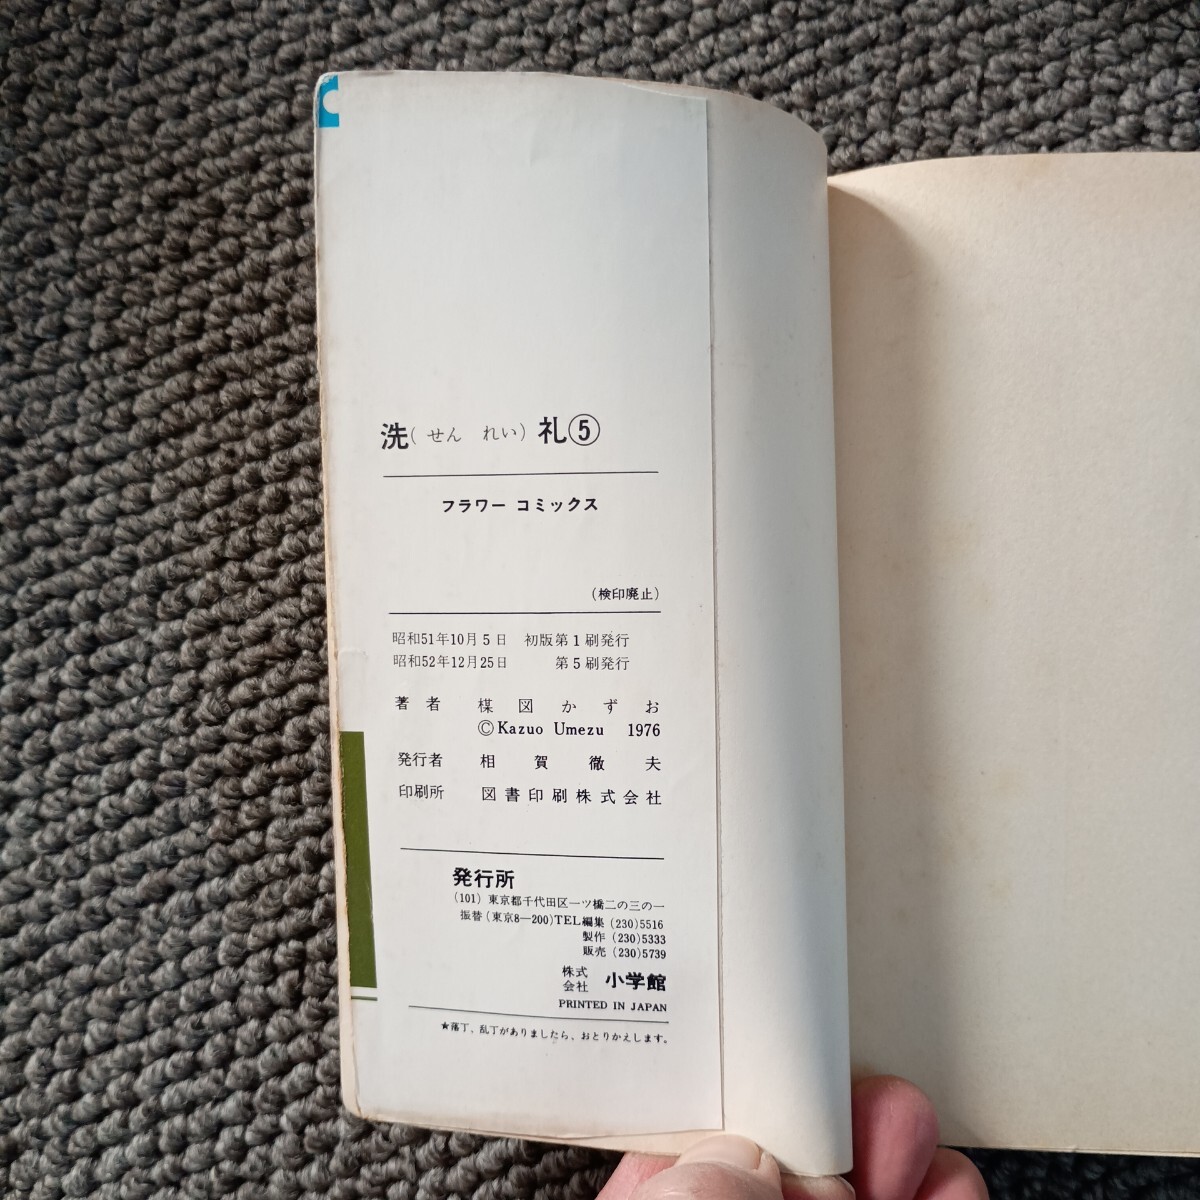 洗(せん れい)礼⑤
フラワー コミックス
(検印廃止)
昭和51年10月5日 初版第1刷発行
昭和52年12月25日 第5刷発行
著者 楳図かずお
©Kazuo Umezu 1976
発行者 相賀徹夫
印刷所 図書印刷株式会社
発行所
(101) 東京都千代田区一ツ橋二の三の一
振替(東京8―200)TEL編集 (230)5516
製作 (230)5333
販売 (230)5739
株式会社 小学館
PRINTED IN JAPAN
★落丁、乱丁がありましたら、おとりかえします。